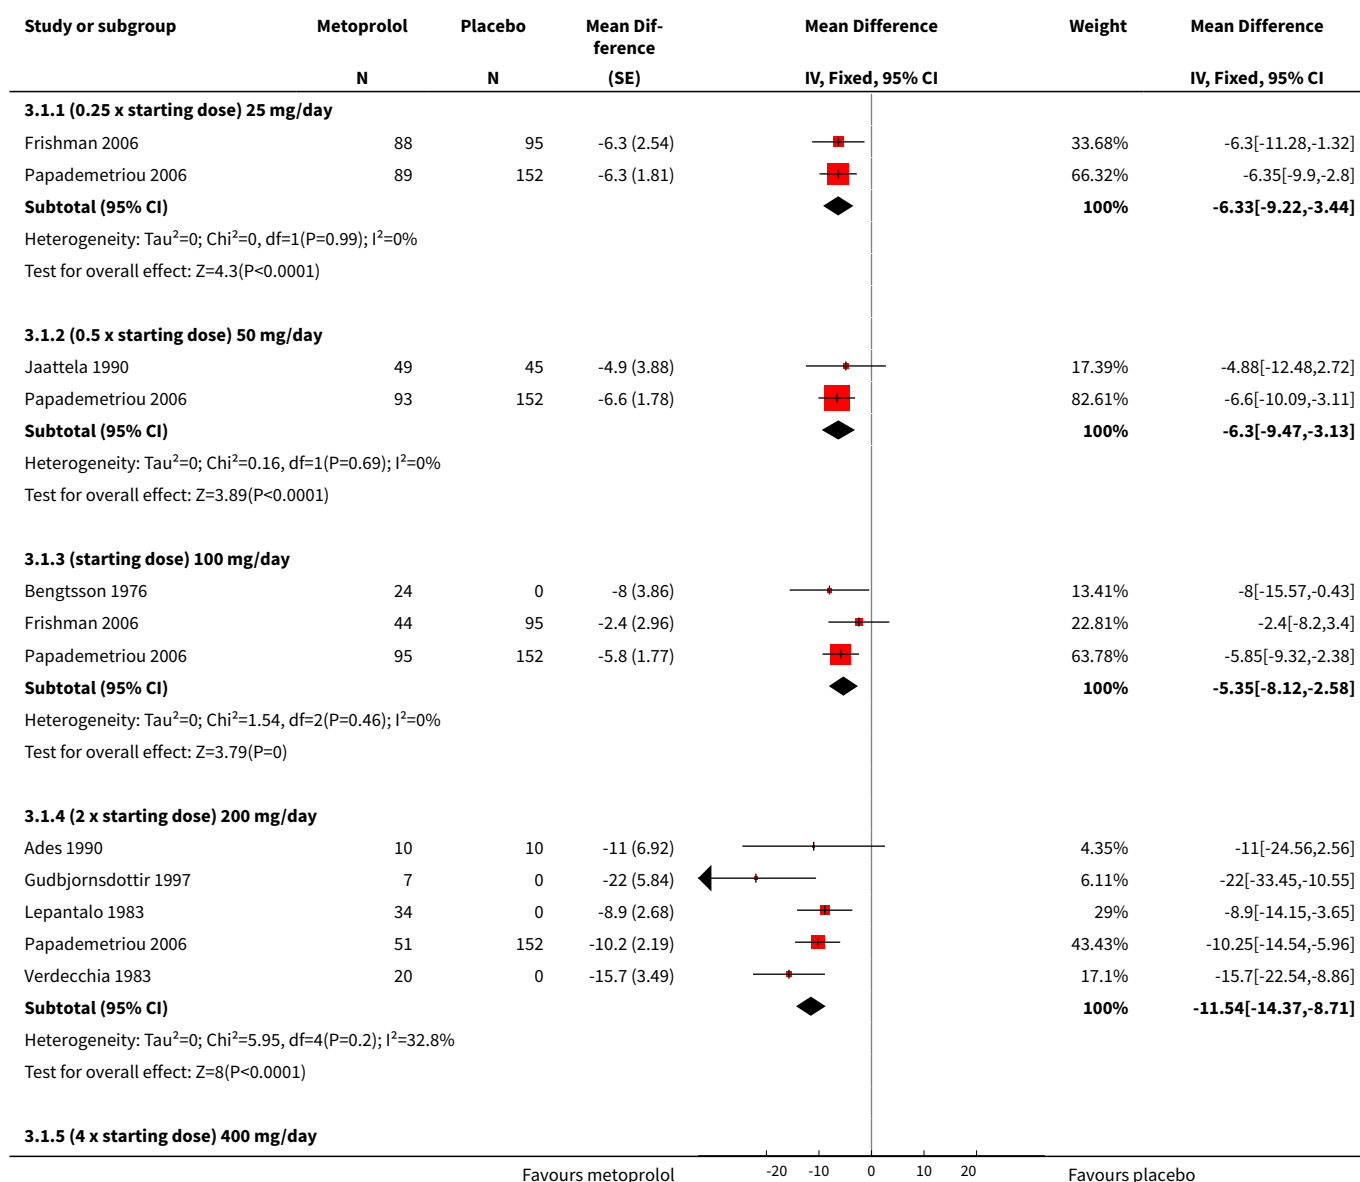 Study or subgroup Metoprolol Placebo Mean Dif- Mean Difference Weight Mean Difference
ference
N N (SE) IV, Fixed, 95% CI IV, Fixed, 95% CI
3.1.1 (0.25 x starting dose) 25 mg/day
Frishman 2006 88 95 -6.3 (2.54) 33.68% -6.3[-11.28,-1.32]
Papademetriou 2006 89 152 -6.3 (1.81) 66.32% -6.35[-9.9,-2.8]
Subtotal (95% CI) 100% -6.33[-9.22,-3.44]
Heterogeneity: Tau²=0; Chi²=0, df=1(P=0.99); I²=0%
Test for overall effect: Z=4.3(P<0.0001)
3.1.2 (0.5 x starting dose) 50 mg/day
Jaattela 1990 49 45 -4.9 (3.88) 17.39% -4.88[-12.48,2.72]
Papademetriou 2006 93 152 -6.6 (1.78) 82.61% -6.6[-10.09,-3.11]
Subtotal (95% CI) 100% -6.3[-9.47,-3.13]
Heterogeneity: Tau²=0; Chi²=0.16, df=1(P=0.69); I²=0%
Test for overall effect: Z=3.89(P<0.0001)
3.1.3 (starting dose) 100 mg/day
Bengtsson 1976 24 0 -8 (3.86) 13.41% -8[-15.57,-0.43]
Frishman 2006 44 95 -2.4 (2.96) 22.81% -2.4[-8.2,3.4]
Papademetriou 2006 95 152 -5.8 (1.77) 63.78% -5.85[-9.32,-2.38]
Subtotal (95% CI) 100% -5.35[-8.12,-2.58]
Heterogeneity: Tau²=0; Chi²=1.54, df=2(P=0.46); I²=0%
Test for overall effect: Z=3.79(P=0)
3.1.4 (2 x starting dose) 200 mg/day
Ades 1990 10 10 -11 (6.92) 4.35% -11[-24.56,2.56]
Gudbjornsdottir 1997 7 0 -22 (5.84) 6.11% -22[-33.45,-10.55]
Lepantalo 1983 34 0 -8.9 (2.68) 29% -8.9[-14.15,-3.65]
Papademetriou 2006 51 152 -10.2 (2.19) 43.43% -10.25[-14.54,-5.96]
Verdecchia 1983 20 0 -15.7 (3.49) 17.1% -15.7[-22.54,-8.86]
Subtotal (95% CI) 100% -11.54[-14.37,-8.71]
Heterogeneity: Tau²=0; Chi²=5.95, df=4(P=0.2); I²=32.8%
Test for overall effect: Z=8(P<0.0001)
3.1.5 (4 x starting dose) 400 mg/day
Favours metoprolol -20 -10 0 10 20 Favours placebo